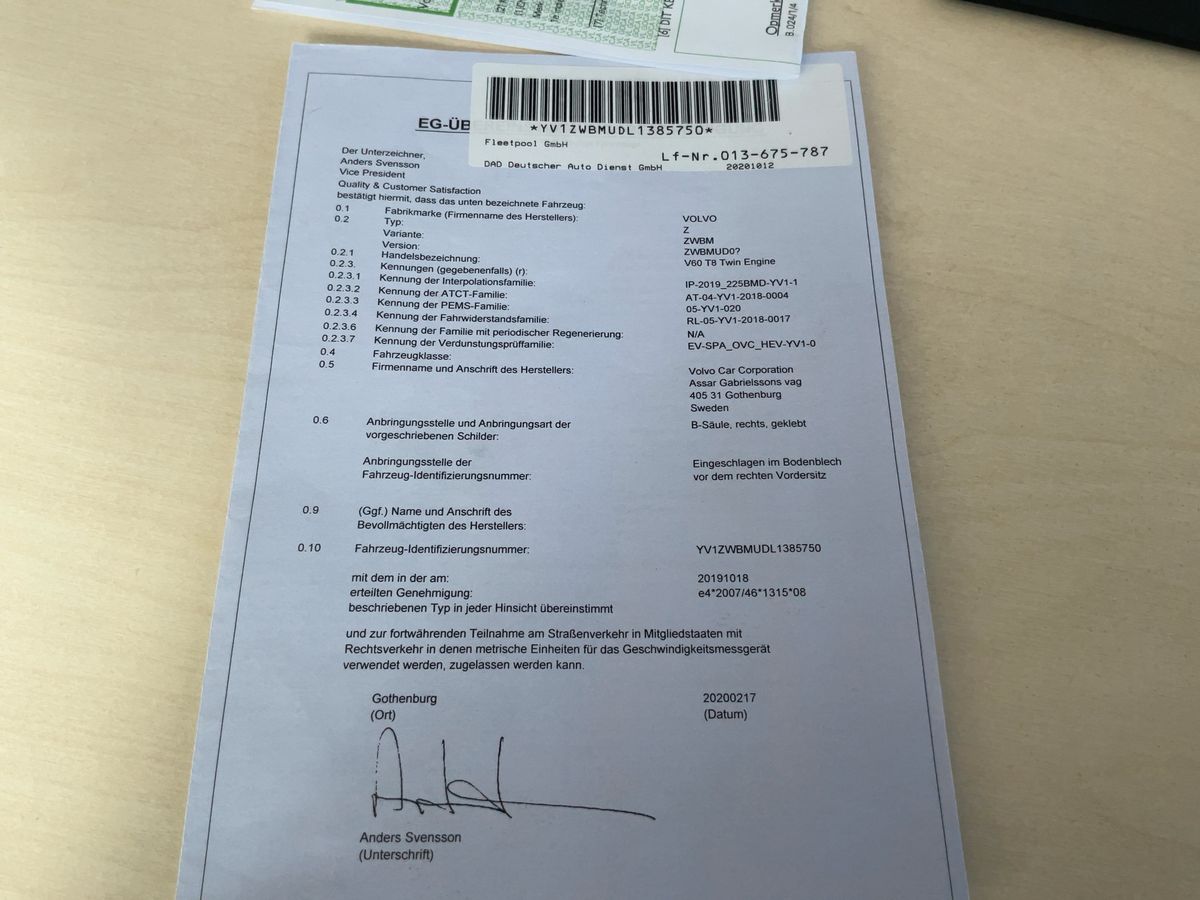 B.024/1/4
[6] DIT KE
EG-ÜB
*YV1ZWBMUDL1385750*
Fleetpool GmbH
Lf-Nr.013-675-787
DAD Deutscher Auto Dienst GmbH 20201012
Der Unterzeichner,
Anders Svensson
Vice President
Quality & Customer Satisfaction
bestätigt hiermit, dass das unten bezeichnete Fahrzeug:
0.1 Fabrikmarke (Firmenname des Herstellers): VOLVO
0.2 Typ: Z
Variante: ZWBM
Version: ZWBMUD0?
0.2.1 Handelsbezeichnung: V60 T8 Twin Engine
0.2.3. Kennungen (gegebenenfalls) (r):
0.2.3.1 Kennung der Interpolationsfamilie: IP-2019_225BMD-YV1-1
0.2.3.2 Kennung der ATCT-Familie: AT-04-YV1-2018-0004
0.2.3.3 Kennung der PEMS-Familie: 05-YV1-020
0.2.3.4 Kennung der Fahrwiderstandsfamilie: RL-05-YV1-2018-0017
0.2.3.6 Kennung der Familie mit periodischer Regenerierung: N/A
0.2.3.7 Kennung der Verdunstungsprüffamilie: EV-SPA_OVC_HEV-YV1-0
0.4 Fahrzeugklasse:
0.5 Firmenname und Anschrift des Herstellers: Volvo Car Corporation
Assar Gabrielssons vag
405 31 Gothenburg
Sweden
0.6 Anbringungsstelle und Anbringungsart der B-Säule, rechts, geklebt
vorgeschriebenen Schilder:
Anbringungsstelle der Eingeschlagen im Bodenblech
Fahrzeug-Identifizierungsnummer: vor dem rechten Vordersitz
0.9 (Ggf.) Name und Anschrift des
Bevollmächtigten des Herstellers:
0.10 Fahrzeug-Identifizierungsnummer: YV1ZWBMUDL1385750
mit dem in der am: 20191018
erteilten Genehmigung: e4*2007/46*1315*08
beschriebenen Typ in jeder Hinsicht übereinstimmt
und zur fortwährenden Teilnahme am Straßenverkehr in Mitgliedstaaten mit
Rechtsverkehr in denen metrische Einheiten für das Geschwindigkeitsmessgerät
verwendet werden, zugelassen werden kann.
Gothenburg 20200217
(Ort) (Datum)
Anders Svensson
(Unterschrift)